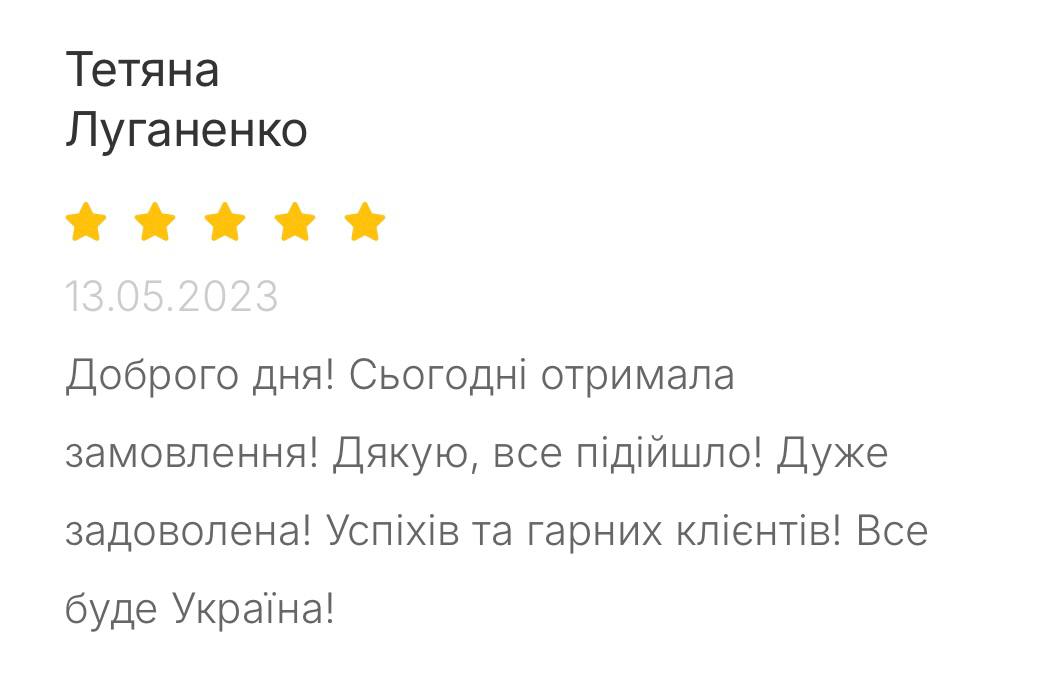 Тетяна
Луганенко
13.05.2023
Доброго дня! Сьогодні отримала
замовлення! Дякую, все підійшло! Дуже
задоволена! Успіхів та гарних клієнтів! Все
буде Україна!